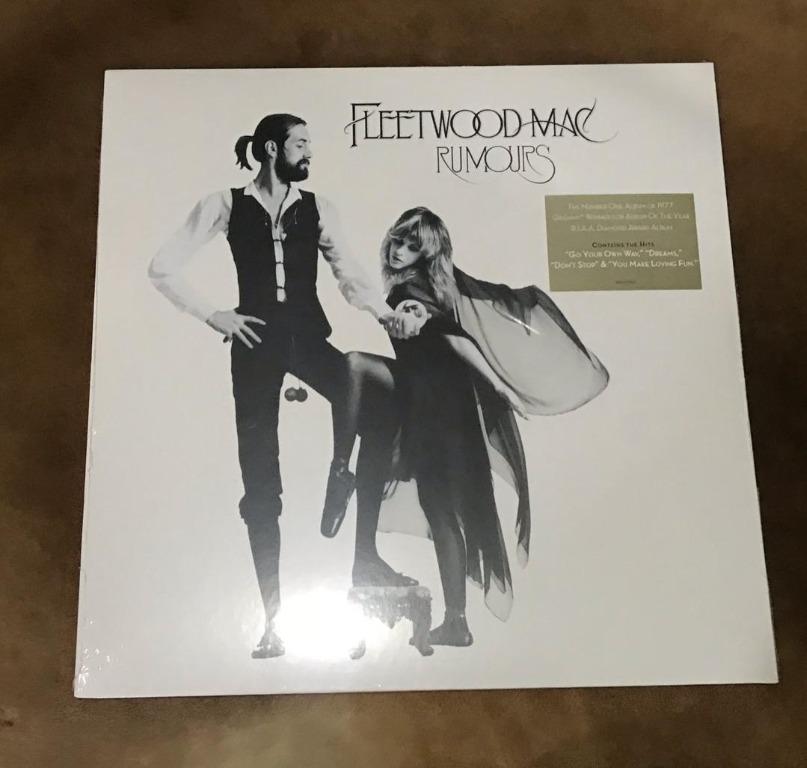 FLEETWOOD MAC
RUMOURS
THE NUMBER ONE ALBUM OF 1977
GRAMMY® WINNER FOR ALBUM OF THE YEAR
R.I.A.A. DIAMOND AWARD ALBUM
CONTAINS THE HITS
"GO YOUR OWN WAY," "DREAMS,"
"DON'T STOP" & "YOU MAKE LOVING FUN."